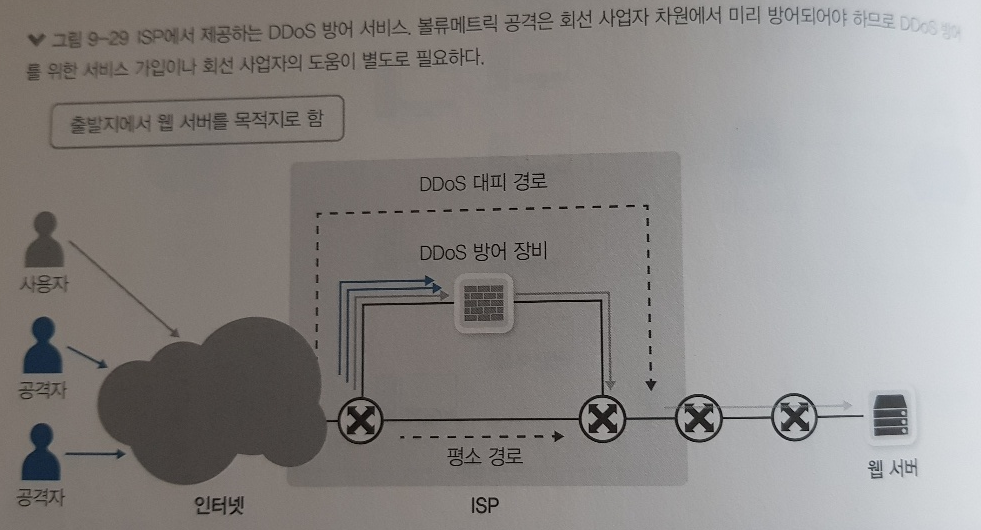 그림 9-29 ISP에서 제공하는 DDoS 방어 서비스. 볼류메트릭 공격은 회선 사업자 차원에서 미리 방어되어야 하므로 DDoS 방어
를 위한 서비스 가입이나 회선 사업자의 도움이 별도로 필요하다.
출발지에서 웹 서버를 목적지로 함
DDoS 대피 경로
DDoS 방어 장비
사용자
공격자
공격자
평소 경로
웹 서버
인터넷
ISP